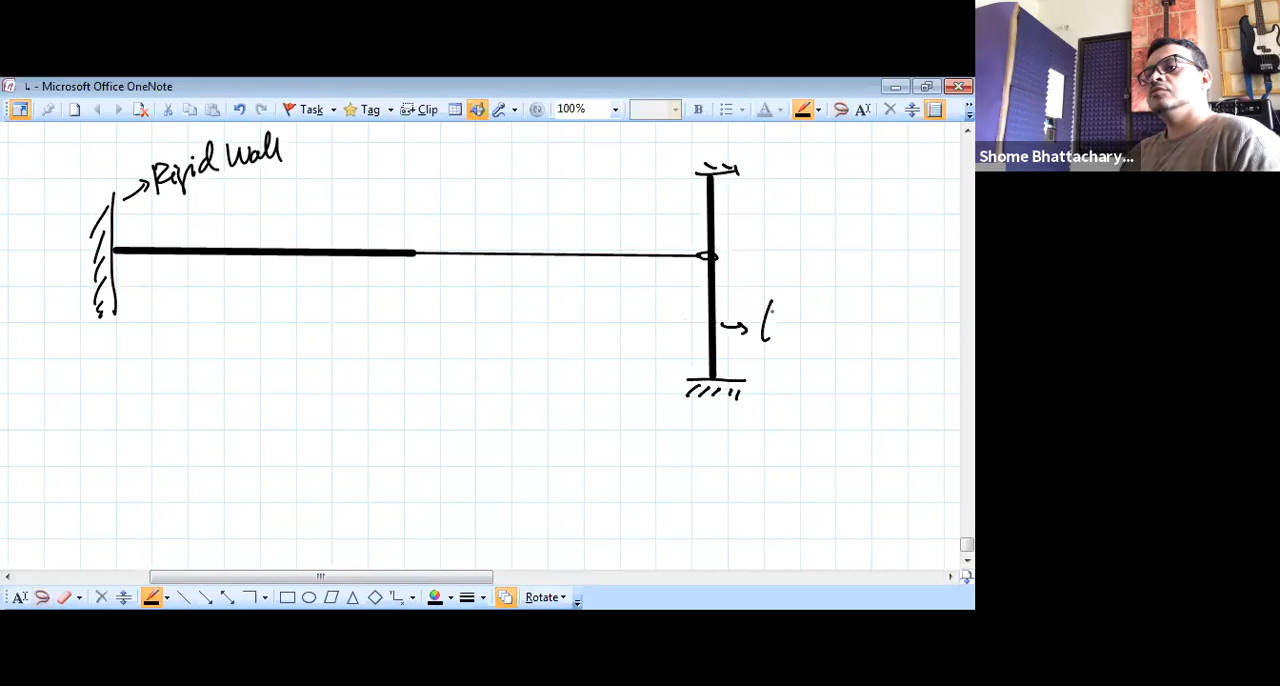 L - Microsoft Office OneNote
Task
Tag
Clip
100%
B
A
A
Rigid Wall
Shome Bhattachary...
A
Rotate